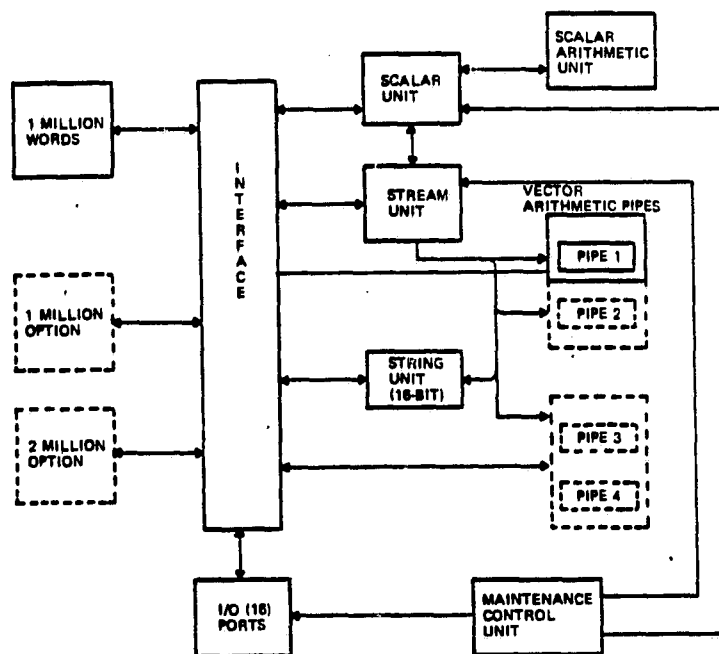 SCALAR
ARITHMETIC
UNIT
SCALAR
UNIT
1 MILLION
WORDS
INTERFACE
STREAM
UNIT
VECTOR
ARITHMETIC PIPES
PIPE 1
1 MILLION
OPTION
PIPE 2
STRING
UNIT
(16-BIT)
2 MILLION
OPTION
PIPE 3
PIPE 4
I/O (16)
PORTS
MAINTENANCE
CONTROL
UNIT